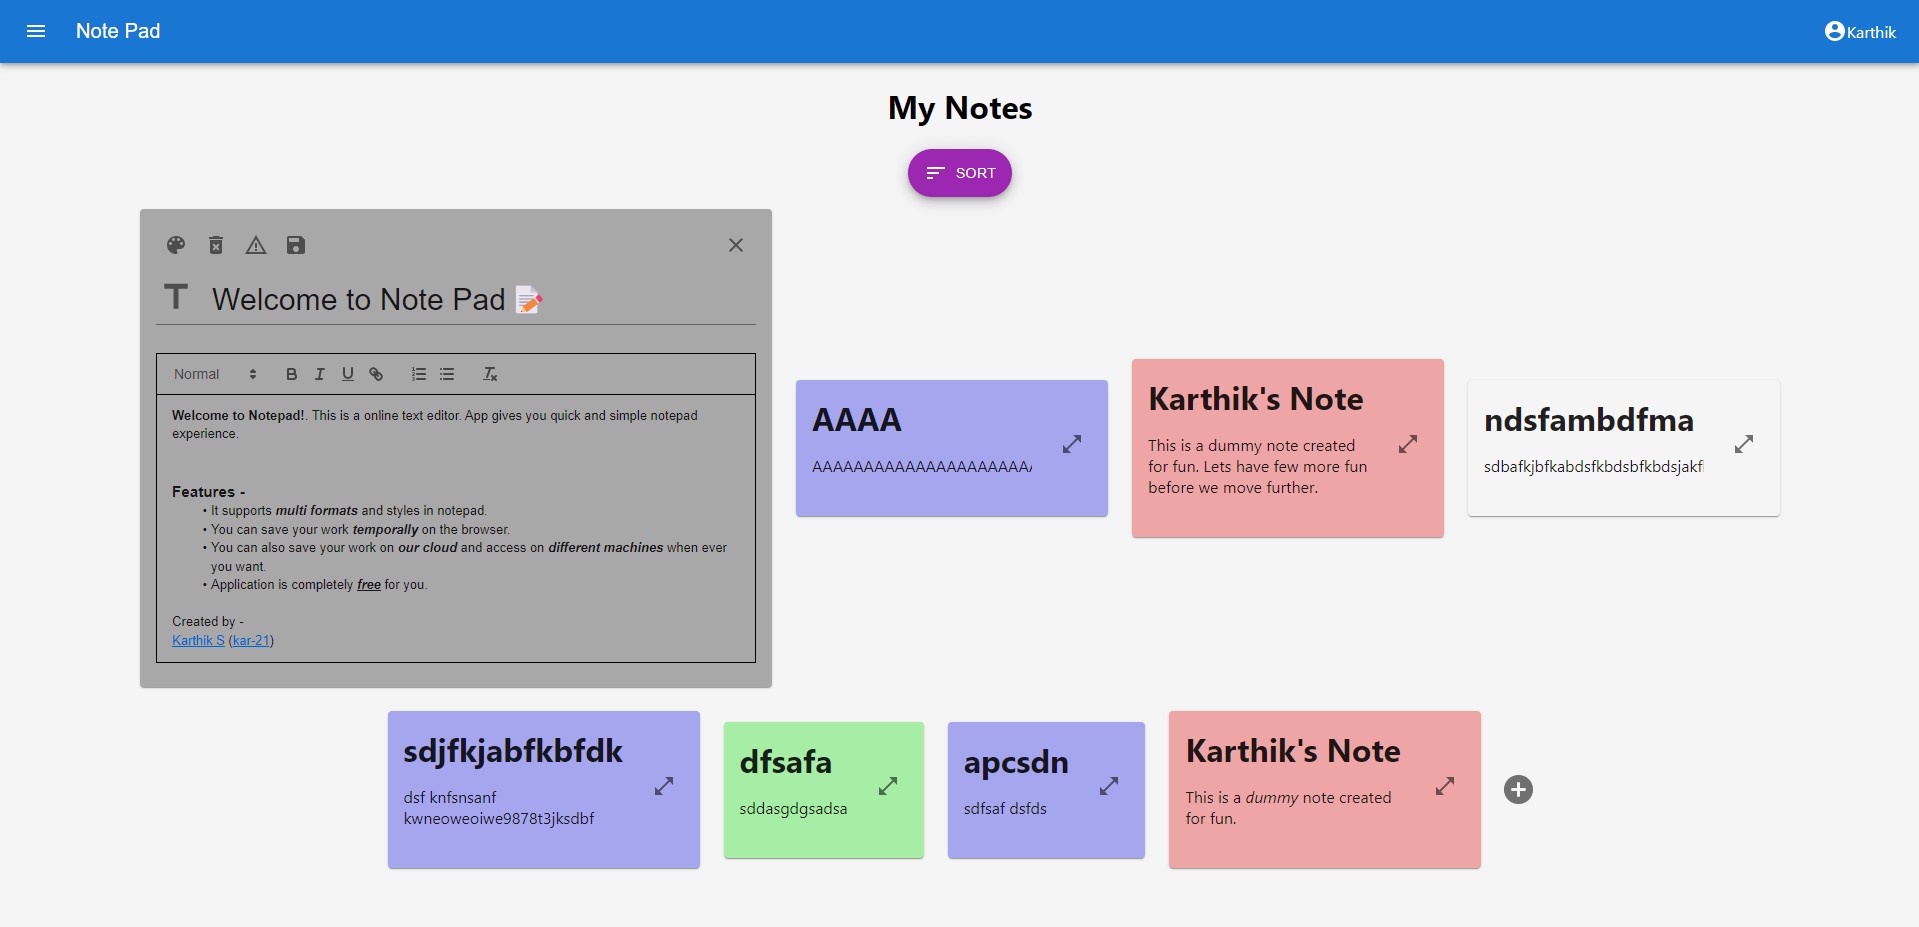 Note Pad
Karthik
My Notes
SORT
Welcome to Note Pad 📝
Normal
Welcome to Notepad!. This is a online text editor. App gives you quick and simple notepad
experience.
Features -
• It supports multi formats and styles in notepad.
• You can save your work temporally on the browser.
• You can also save your work on our cloud and access on different machines when ever
you want.
• Application is completely free for you.
Created by -
Karthik S (kar-21)
AAAA
AAAAAAAAAAAAAAAAAAAAAA
Karthik's Note
This is a dummy note created
for fun. Lets have few more fun
before we move further.
ndsfambdfma
sdbafkjbfkabdsfkbdsbfkbdsjakf
sdjfkjabfkbfdk
dsf knfsnsanf
kwneoweoiwe9878t3jksdbf
dfsafa
sddasgdgsadsa
apcsdn
sdfsaf dsfds
Karthik's Note
This is a dummy note created
for fun.